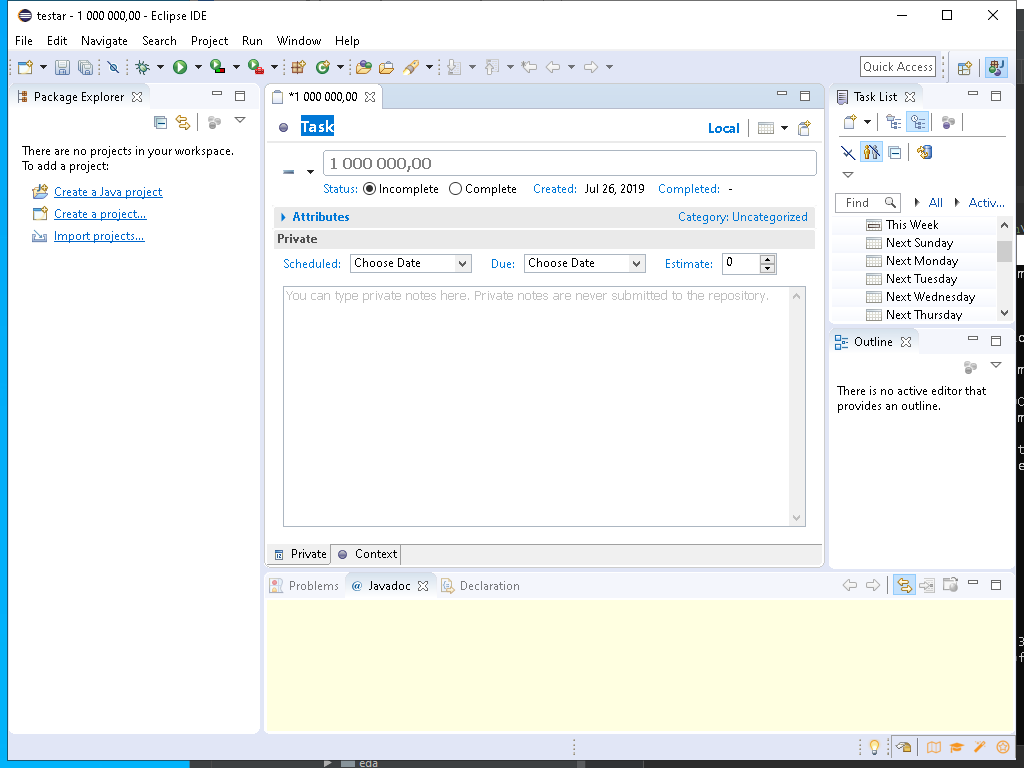 testar - 1 000 000,00 - Eclipse IDE
File Edit Navigate Search Project Run Window Help
Quick Access
Package Explorer
There are no projects in your workspace.
To add a project:
Create a Java project
Create a project...
Import projects...
*1 000 000,00
Task
Local
1 000 000,00
Status: Incomplete Complete Created: Jul 26, 2019 Completed: -
Attributes Category: Uncategorized
Private
Scheduled: Choose Date Due: Choose Date Estimate: 0
You can type private notes here. Private notes are never submitted to the repository.
Private Context
Task List
Find All Activ...
This Week
Next Sunday
Next Monday
Next Tuesday
Next Wednesday
Next Thursday
Outline
There is no active editor that
provides an outline.
Problems @ Javadoc Declaration
eda